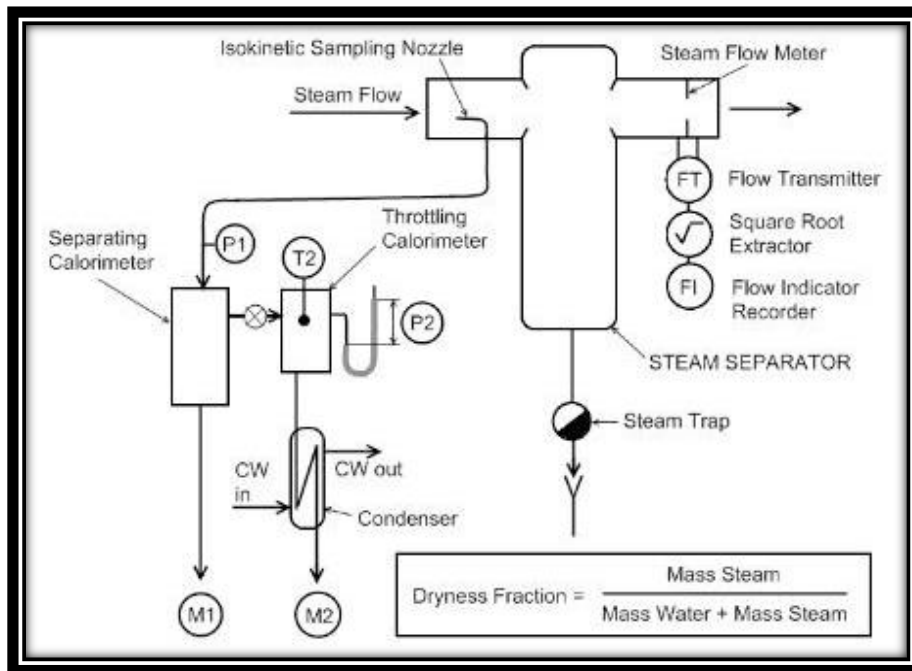 Isokinetic Sampling Nozzle
Steam Flow Meter
Steam Flow
FT
Flow Transmitter
Separating
Calorimeter
P1
Throttling
Calorimeter
T2
√
Square Root
Extractor
P2
FI
Flow Indicator
Recorder
STEAM SEPARATOR
Steam Trap
CW
in
CW out
Condenser
M1
M2
Dryness Fraction =
Mass Steam
Mass Water + Mass Steam